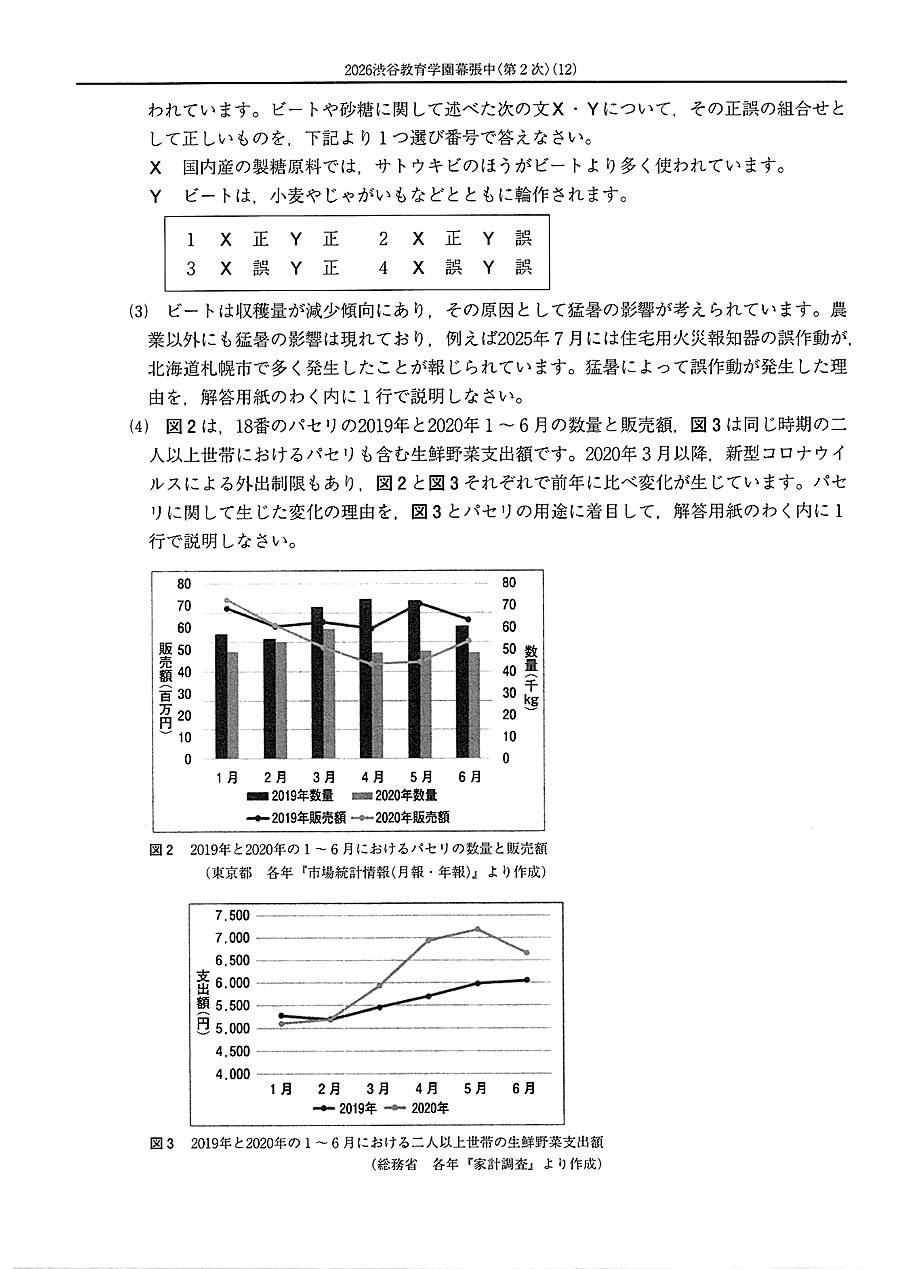 2026渋谷教育学園幕張中〈第2次〉(12)
われています。ビートや砂糖に関して述べた次の文X・Yについて，その正誤の組合せと
して正しいものを，下記より1つ選び番号で答えなさい。
X 国内産の製糖原料では，サトウキビのほうがビートより多く使われています。
Y ビートは，小麦やじゃがいもなどとともに輪作されます。
1 X 正 Y 正 2 X 正 Y 誤
3 X 誤 Y 正 4 X 誤 Y 誤
(3) ビートは収穫量が減少傾向にあり，その原因として猛暑の影響が考えられています。農
業以外にも猛暑の影響は現れており，例えば2025年7月には住宅用火災報知器の誤作動が，
北海道札幌市で多く発生したことが報じられています。猛暑によって誤作動が発生した理
由を，解答用紙のわく内に1行で説明しなさい。
(4) 図2は，18番のパセリの2019年と2020年1～6月の数量と販売額，図3は同じ時期の二
人以上世帯におけるパセリも含む生鮮野菜支出額です。2020年3月以降，新型コロナウイ
ルスによる外出制限もあり，図2と図3それぞれで前年に比べ変化が生じています。パセ
リに関して生じた変化の理由を，図3とパセリの用途に着目して，解答用紙のわく内に1
行で説明しなさい。
80 80
70 70
60 60
50 50
40 40
30 30
20 20
10 10
0 0
販売額(百万円)
数量(千kg)
1月 2月 3月 4月 5月 6月
2019年数量 2020年数量
2019年販売額 2020年販売額
図2 2019年と2020年の1～6月におけるパセリの数量と販売額
(東京都 各年『市場統計情報(月報・年報)』より作成)
7,500
7,000
6,500
6,000
5,500
5,000
4,500
4,000
支出額(円)
1月 2月 3月 4月 5月 6月
2019年 2020年
図3 2019年と2020年の1～6月における二人以上世帯の生鮮野菜支出額
(総務省 各年『家計調査』より作成)